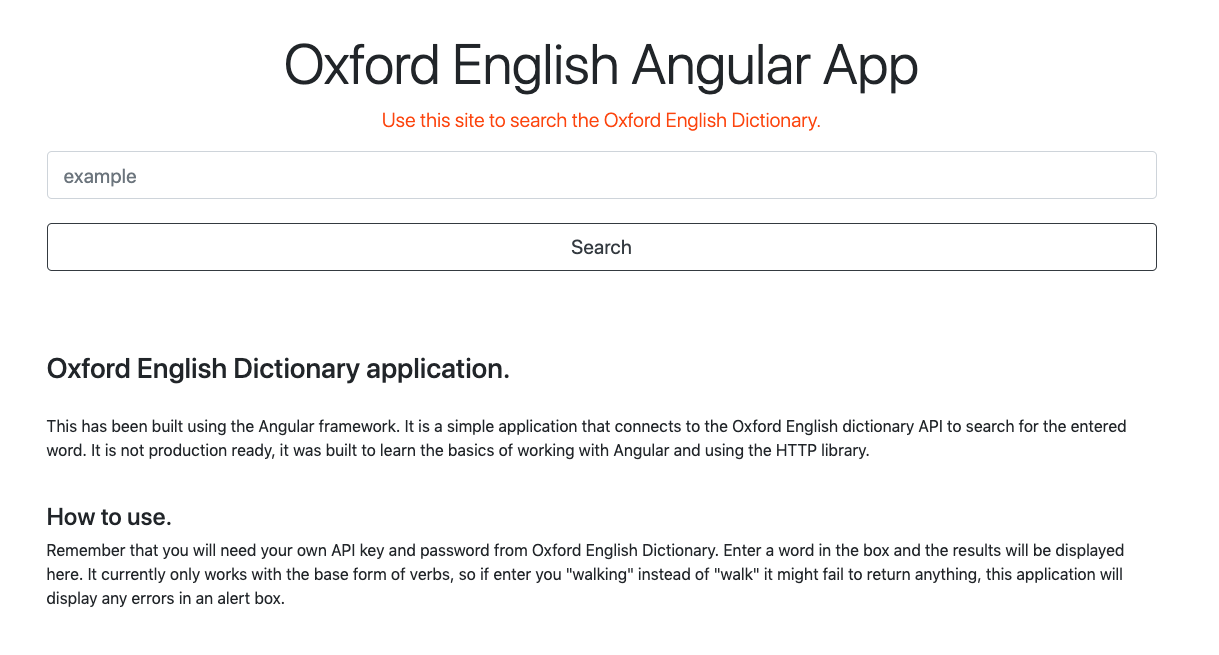 Oxford English Angular App
Use this site to search the Oxford English Dictionary.
example
Search
Oxford English Dictionary application.
This has been built using the Angular framework. It is a simple application that connects to the Oxford English dictionary API to search for the entered
word. It is not production ready, it was built to learn the basics of working with Angular and using the HTTP library.
How to use.
Remember that you will need your own API key and password from Oxford English Dictionary. Enter a word in the box and the results will be displayed
here. It currently only works with the base form of verbs, so if enter you "walking" instead of "walk" it might fail to return anything, this application will
display any errors in an alert box.